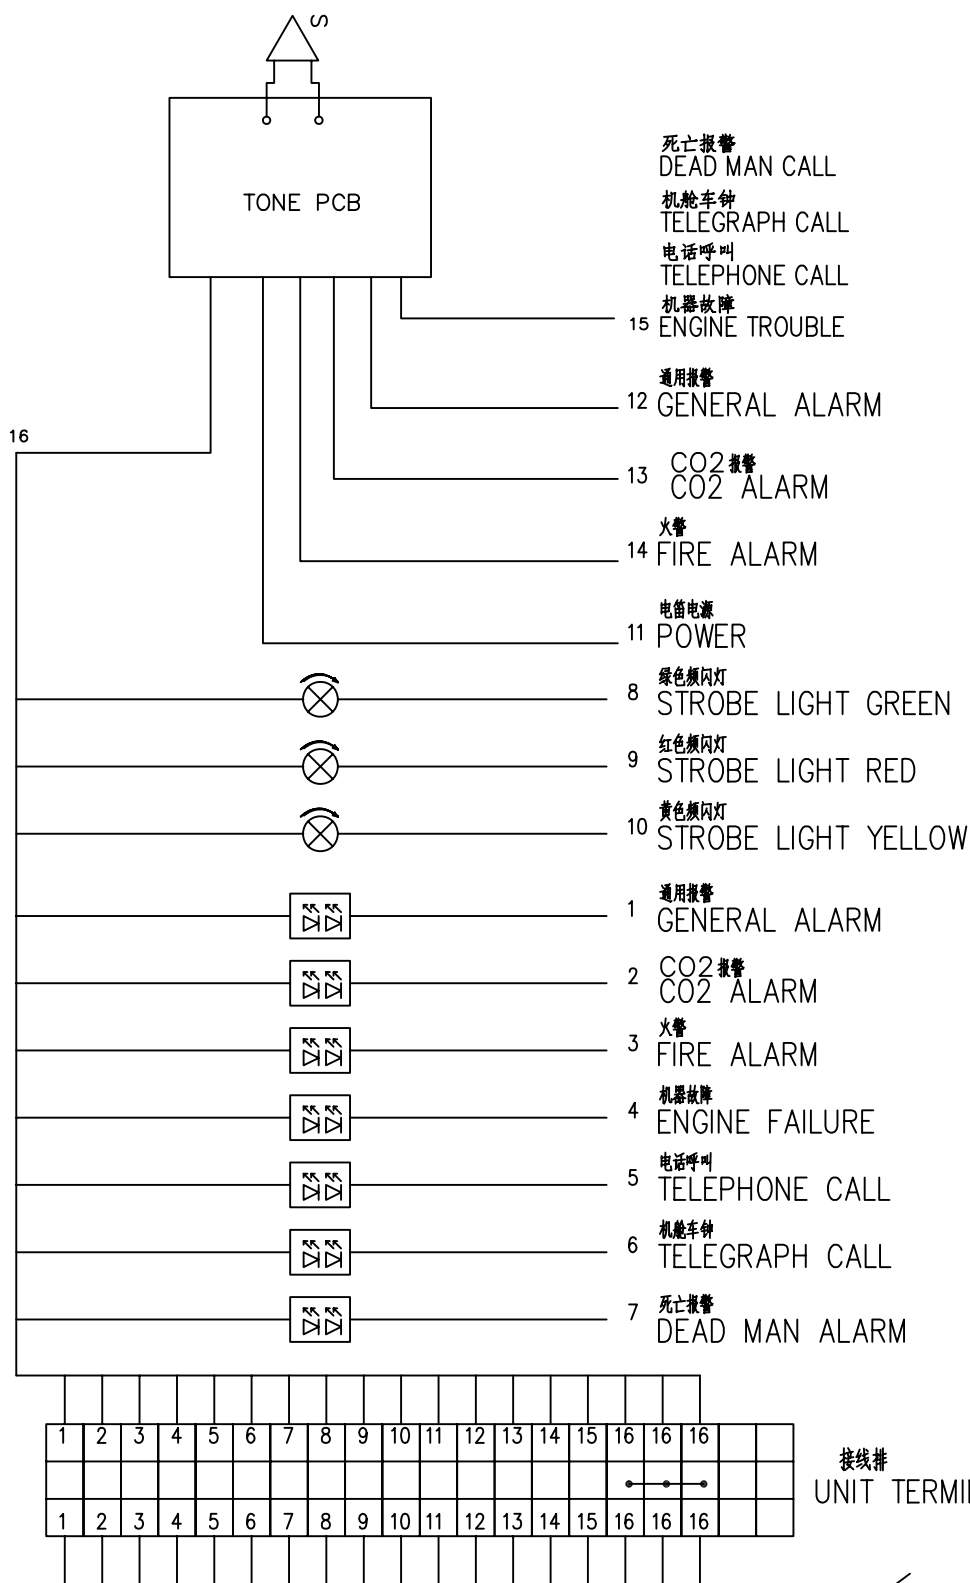 S
TONE PCB
死亡报警
DEAD MAN CALL
机舱车钟
TELEGRAPH CALL
电话呼叫
TELEPHONE CALL
机器故障
15 ENGINE TROUBLE
通用报警
12 GENERAL ALARM
16
CO2报警
13 CO2 ALARM
火警
14 FIRE ALARM
电笛电源
11 POWER
绿色频闪灯
8 STROBE LIGHT GREEN
红色频闪灯
9 STROBE LIGHT RED
黄色频闪灯
10 STROBE LIGHT YELLOW
通用报警
1 GENERAL ALARM
CO2报警
2 CO2 ALARM
火警
3 FIRE ALARM
机器故障
4 ENGINE FAILURE
电话呼叫
5 TELEPHONE CALL
机舱车钟
6 TELEGRAPH CALL
死亡报警
7 DEAD MAN ALARM
1 2 3 4 5 6 7 8 9 10 11 12 13 14 15 16 16 16
接线排
UNIT
1 2 3 4 5 6 7 8 9 10 11 12 13 14 15 16 16 16